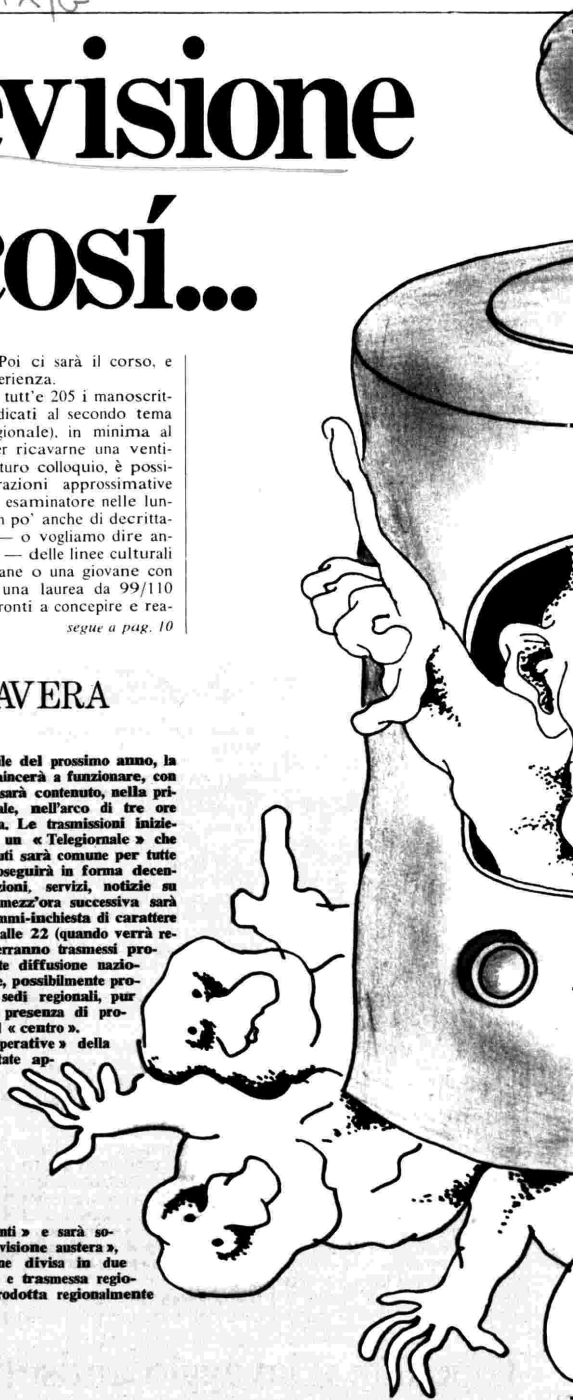 evisione
così...
Poi ci sarà il corso, e
erienza.
tutt'e 205 i manoscrit-
dicati al secondo tema
gionale), in minima al
er ricavarne una venti-
turo colloquio, è possi-
razioni approssimative
esaminatore nelle lun-
n po' anche di decritta-
— o vogliamo dire an-
— delle linee culturali
ane o una giovane con
una laurea da 99/110
ronti a concepire e rea-
segue a pag. 10
AVERA
ile del prossimo anno, la
mincerà a funzionare, con
sarà contenuto, nella pri-
ale, nell'arco di tre ore
a. Le trasmissioni inizie-
un « Telegiornale » che
uti sarà comune per tutte
oseguirà in forma decen-
zioni, servizi, notizie su
mezz'ora successiva sarà
mmi-inchiesta di carattere
alle 22 (quando verrà re-
erranno trasmessi pro-
te diffusione nazio-
e, possibilmente pro-
sedi regionali, pur
presenza di pro-
l « centro ».
perative » della
tate ap-
nti » e sarà so-
visione austera »,
ne divisa in due
e trasmessa regio-
rodotta regionalmente